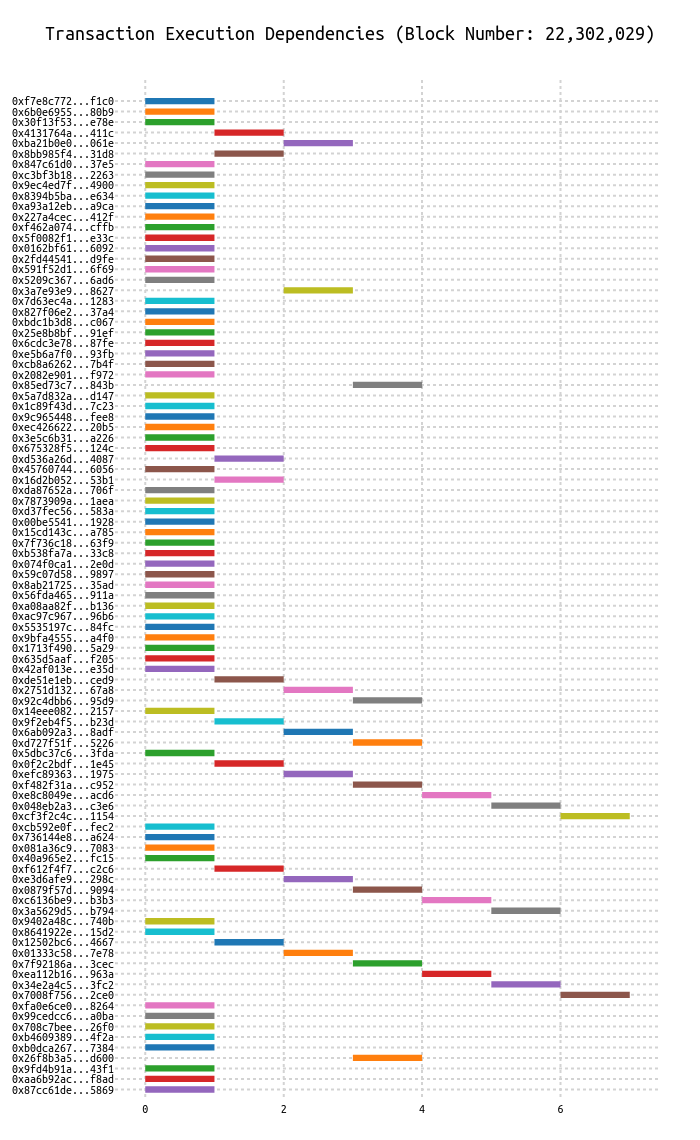 Transaction Execution Dependencies (Block Number: 22,302,029)
0xf7e8c772...f1c0
0x6b0e6955...80b9
0x30f13f53...e78e
0x4131764a...411c
0xba21b0e0...061e
0x8bb985f4...31d8
0x847c61d0...37e5
0xc3bf3b18...2263
0x9ec4ed7f...4900
0x8394b5ba...e634
0xa93a12eb...a9ca
0x227a4cec...412f
0xf462a074...cffb
0x5f0082f1...e33c
0x0162bf61...6092
0x2fd44541...d9fe
0x591f52d1...6f69
0x5209c367...6ad6
0x3a7e93e9...8627
0x7d63ec4a...1283
0x827f06e2...37a4
0xbdc1b3d8...c067
0x25e8b8bf...91ef
0x6cdc3e78...87fe
0xe5b6a7f0...93fb
0xcb8a6262...7b4f
0x2082e901...f972
0x85ed73c7...843b
0x5a7d832a...d147
0x1c89f43d...7c23
0x9c965448...fee8
0xec426622...20b5
0x3e5c6b31...a226
0x675328f5...124c
0xd536a26d...4087
0x45760744...6056
0x16d2b052...53b1
0xda87652a...706f
0x7873909a...1aea
0xd37fec56...583a
0x00be5541...1928
0x15cd143c...a785
0x7f736c18...63f9
0xb538fa7a...33c8
0x074f0ca1...2e0d
0x59c07d58...9897
0x8ab21725...35ad
0x56fda465...911a
0xa08aa82f...b136
0xac97c967...96b6
0x5535197c...84fc
0x9bfa4555...a4f0
0x1713f490...5a29
0x635d5aaf...f205
0x42af013e...e35d
0xde51e1eb...ced9
0x2751d132...67a8
0x92c4dbb6...95d9
0x14eee082...2157
0x9f2eb4f5...b23d
0x6ab092a3...8adf
0xd727f51f...5226
0x5dbc37c6...3fda
0x0f2c2bdf...1e45
0xefc89363...1975
0xf482f31a...c952
0xe8c8049e...acd6
0x048eb2a3...c3e6
0xcf3f2c4c...1154
0xcb592e0f...fec2
0x736144e8...a624
0x081a36c9...7083
0x40a965e2...fc15
0xf612f4f7...c2c6
0xe3d6afe9...298c
0x0879f57d...9094
0xc6136be9...b3b3
0x3a5629d5...b794
0x9402a48c...740b
0x8641922e...15d2
0x12502bc6...4667
0x01333c58...7e78
0x7f92186a...3cec
0xea112b16...963a
0x34e2a4c5...3fc2
0x7008f756...2ce0
0xfa0e6ce0...8264
0x99cedcc6...a0ba
0x708c7bee...26f0
0xb4609389...4f2a
0xb0dca267...7384
0x26f8b3a5...d600
0x9fd4b91a...43f1
0xaa6b92ac...f8ad
0x87cc61de...5869
0 2 4 6